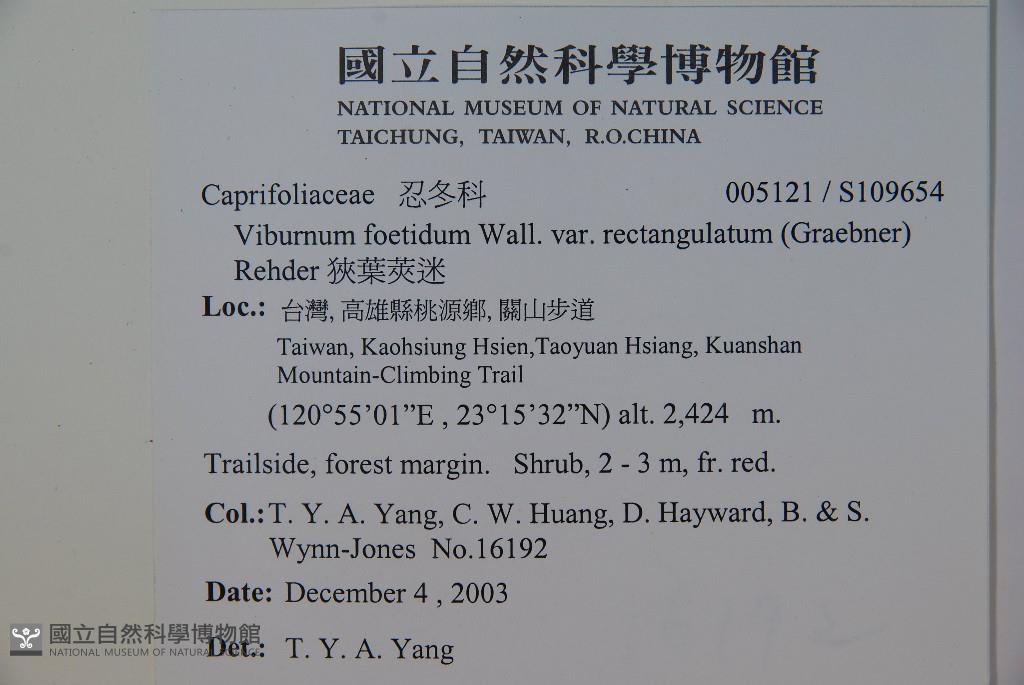 國立自然科學博物館
NATIONAL MUSEUM OF NATURAL SCIENCE
TAICHUNG, TAIWAN, R.O.CHINA
Caprifoliaceae 忍冬科 005121 / S109654
Viburnum foetidum Wall. var. rectangulatum (Graebner)
Rehder 狹葉莢迷
Loc.: 台灣, 高雄縣桃源鄉, 關山步道
Taiwan, Kaohsiung Hsien,Taoyuan Hsiang, Kuanshan
Mountain-Climbing Trail
(120°55’01”E , 23°15’32”N) alt. 2,424 m.
Trailside, forest margin. Shrub, 2 - 3 m, fr. red.
Col.: T. Y. A. Yang, C. W. Huang, D. Hayward, B. & S.
Wynn-Jones No.16192
Date: December 4 , 2003
Det.: T. Y. A. Yang
國立自然科學博物館
NATIONAL MUSEUM OF NATURAL SCIENCE